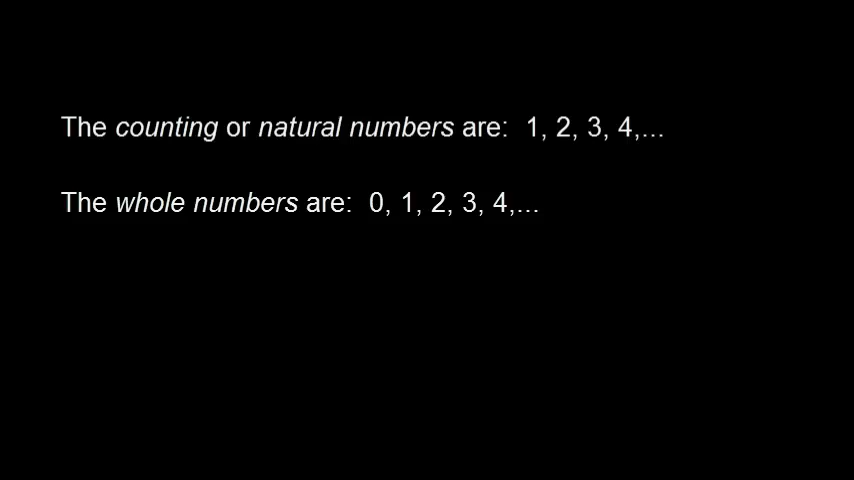 The counting or natural numbers are: 1, 2, 3, 4,...
The whole numbers are: 0, 1, 2, 3, 4,...